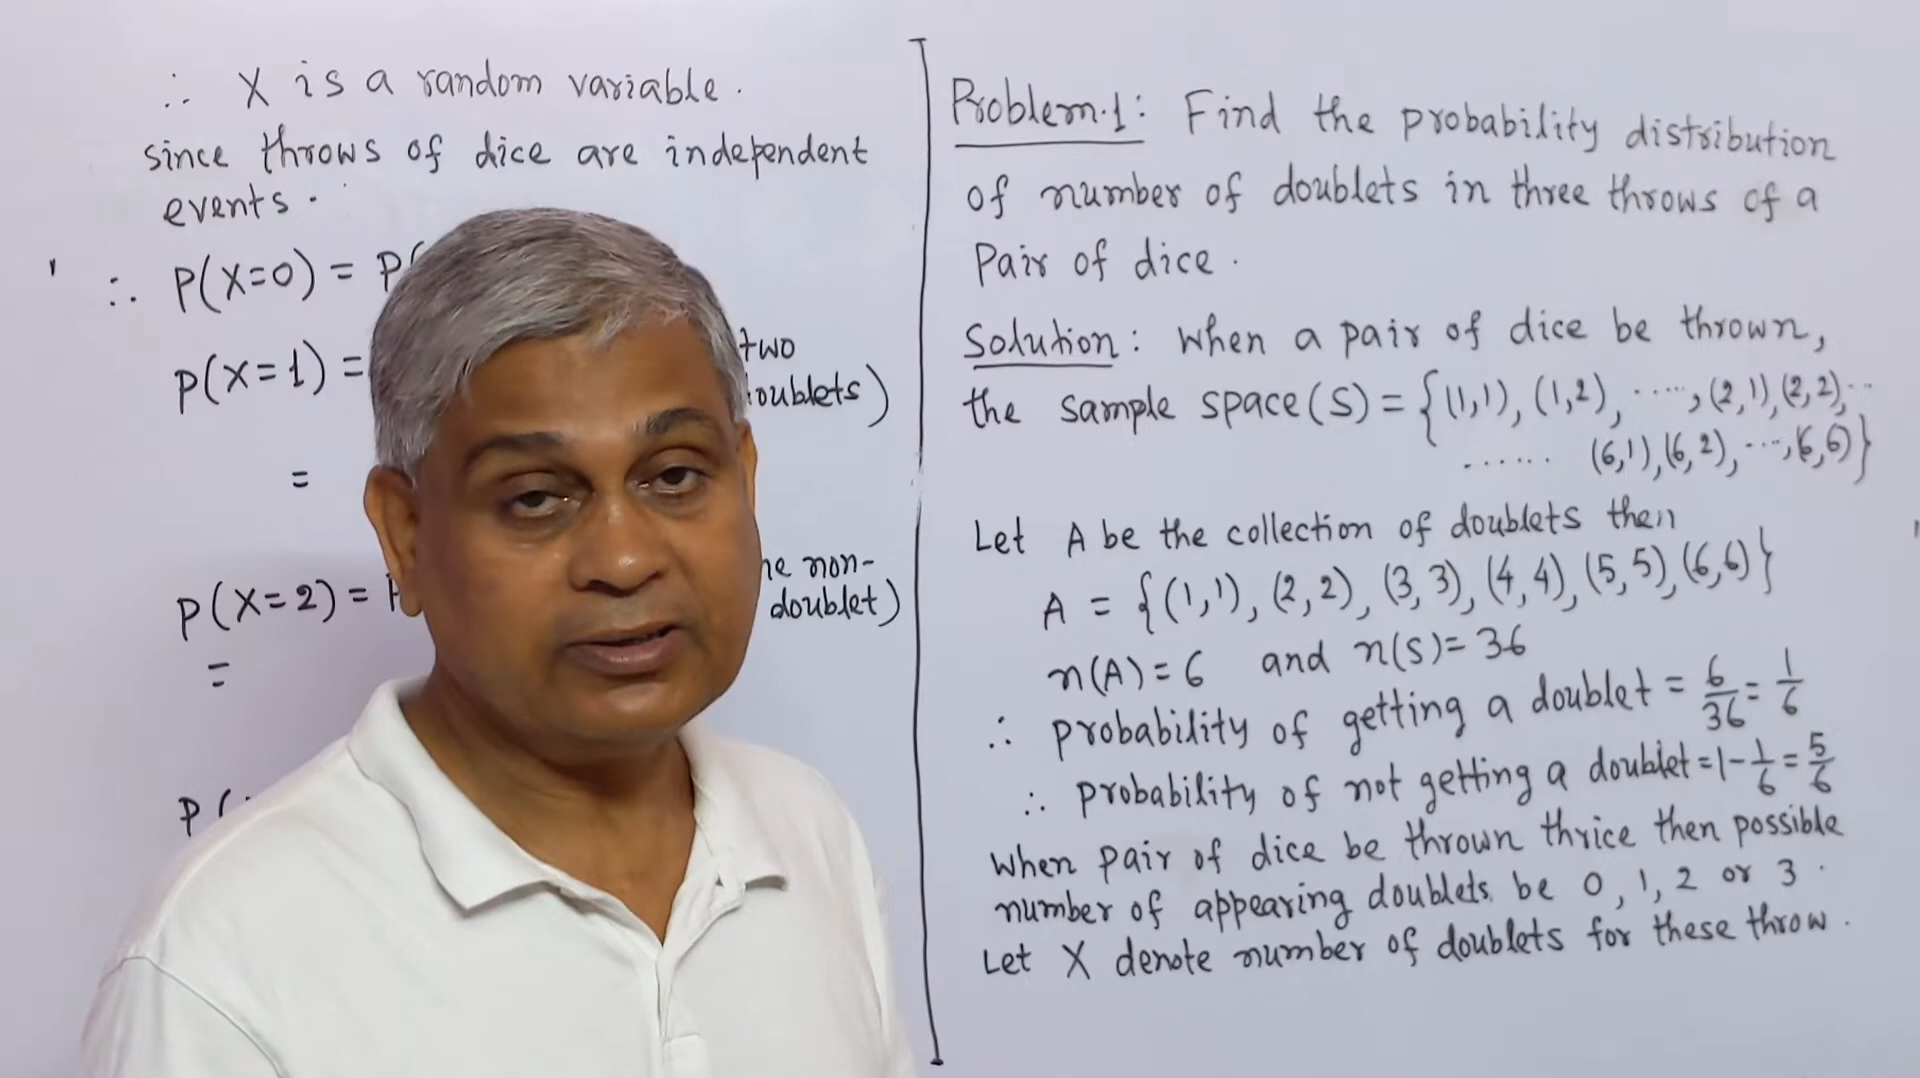 ∴ X is a random variable.
since throws of dice are independent
events.
∴ P(X=0) = P(
P(X=1) =
two
doublets)
=
P(X=2) =
non-
doublet)
=
P(
Problem.1: Find the probability distribution
of number of doublets in three throws of a
Pair of dice.
Solution: When a pair of dice be thrown,
the sample space(S) = {(1,1), (1,2), ....., (2,1), (2,2), ..
...... (6,1), (6,2), ..., (6,6)}
Let A be the collection of doublets then
A = {(1,1), (2,2), (3,3), (4,4), (5,5), (6,6)}
n(A)=6 and n(S)=36
∴ probability of getting a doublet = 6/36 = 1/6
∴ probability of not getting a doublet = 1 - 1/6 = 5/6
When pair of dice be thrown thrice then possible
number of appearing doublets be 0, 1, 2 or 3.
Let X denote number of doublets for these throw.